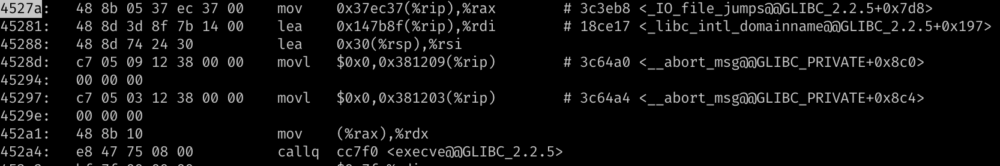 4527a: 48 8b 05 37 ec 37 00 mov 0x37ec37(%rip),%rax # 3c3eb8 <_IO_file_jumps@@GLIBC_2.2.5+0x7d8>
45281: 48 8d 3d 8f 7b 14 00 lea 0x147b8f(%rip),%rdi # 18ce17 <_libc_intl_domainname@@GLIBC_2.2.5+0x197>
45288: 48 8d 74 24 30 lea 0x30(%rsp),%rsi
4528d: c7 05 09 12 38 00 00 movl $0x0,0x381209(%rip) # 3c64a0 <__abort_msg@@GLIBC_PRIVATE+0x8c0>
45294: 00 00 00
45297: c7 05 03 12 38 00 00 movl $0x0,0x381203(%rip) # 3c64a4 <__abort_msg@@GLIBC_PRIVATE+0x8c4>
4529e: 00 00 00
452a1: 48 8b 10 mov (%rax),%rdx
452a4: e8 47 75 08 00 callq cc7f0 <execve@@GLIBC_2.2.5>